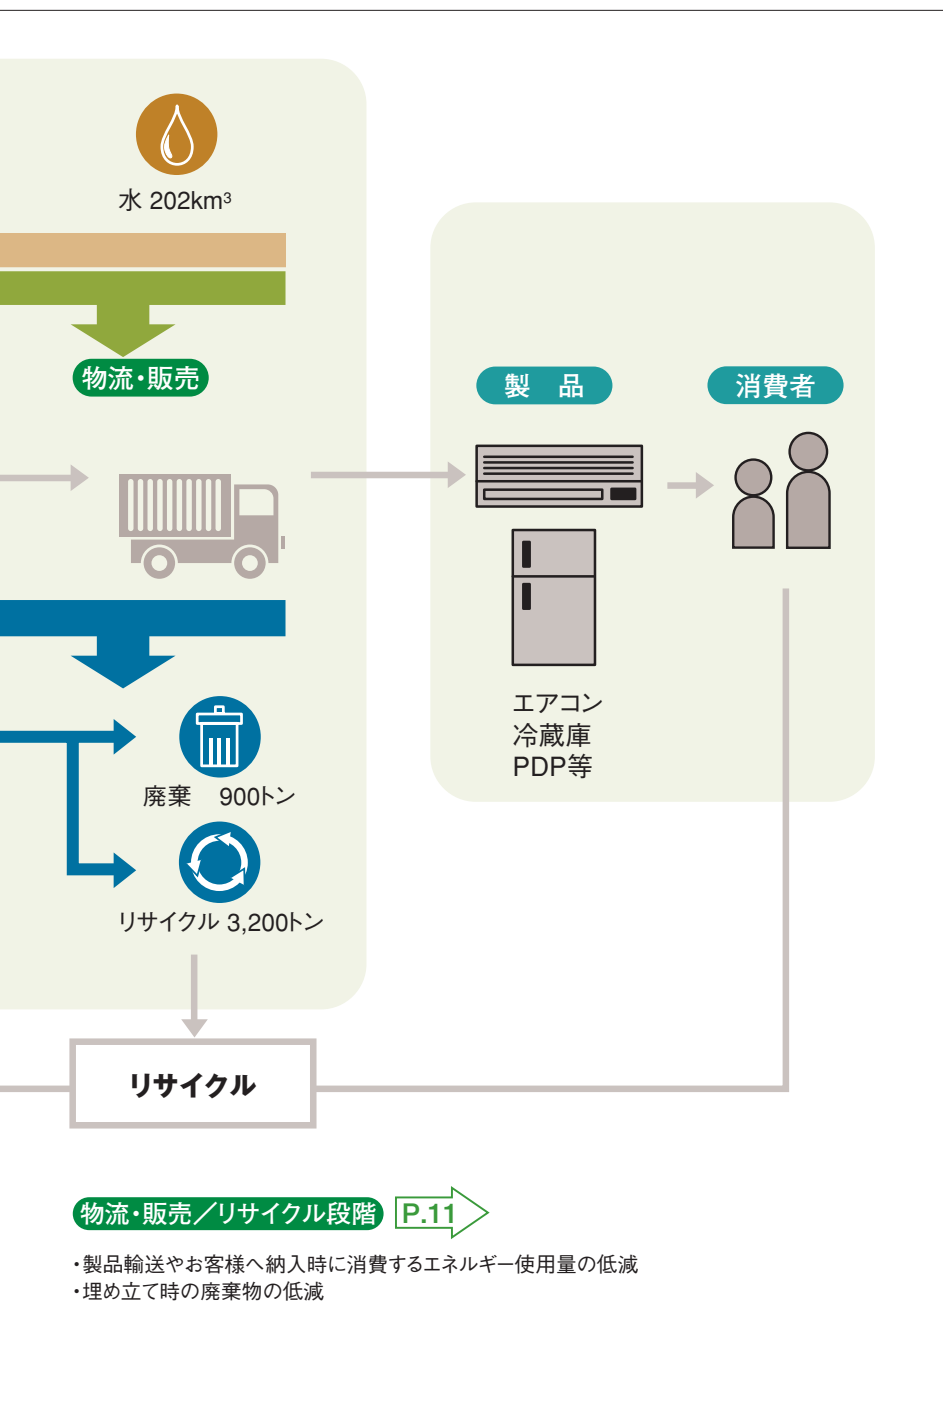 水 202km³
物流・販売
製　品
消費者
エアコン
冷蔵庫
PDP等
廃棄　900トン
リサイクル 3,200トン
リサイクル
物流・販売／リサイクル段階 P.11
・製品輸送やお客様へ納入時に消費するエネルギー使用量の低減
・埋め立て時の廃棄物の低減